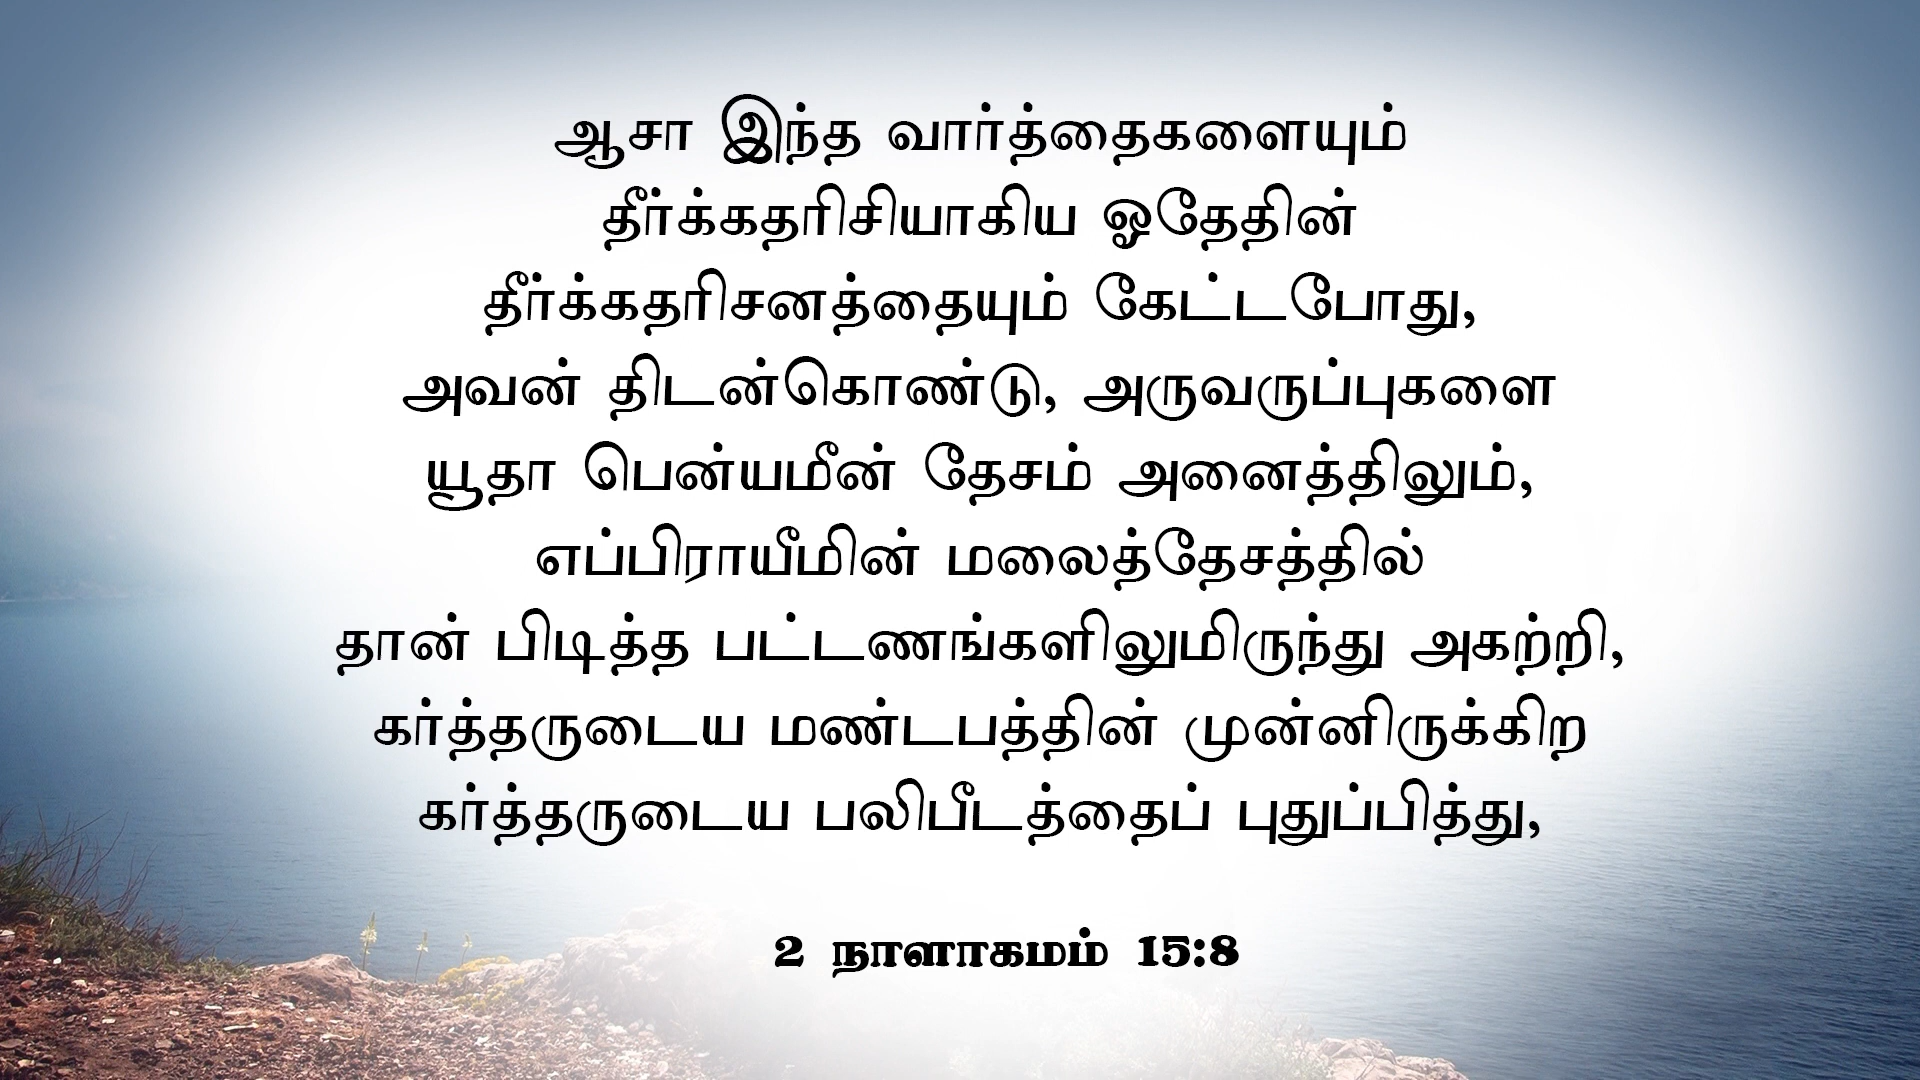 ஆசா இந்த வார்த்தைகளையும்
தீர்க்கதரிசியாகிய ஓதேதின்
தீர்க்கதரிசனத்தையும் கேட்டபோது,
அவன் திடன்கொண்டு, அருவருப்புகளை
யூதா பென்யமீன் தேசம் அனைத்திலும்,
எப்பிராயீமின் மலைத்தேசத்தில்
தான் பிடித்த பட்டணங்களிலுமிருந்து அகற்றி,
கர்த்தருடைய மண்டபத்தின் முன்னிருக்கிற
கர்த்தருடைய பலிபீடத்தைப் புதுப்பித்து,
2 நாளாகமம் 15:8